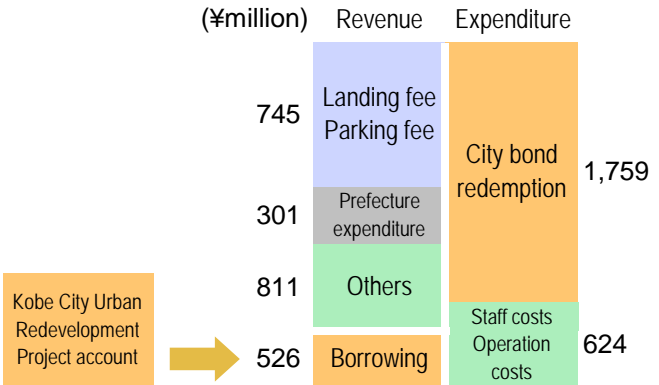 (¥million) Revenue Expenditure
745
Landing fee
Parking fee
City bond
redemption
1,759
301
Prefecture
expenditure
811
Others
Staff costs
Operation
costs
624
Kobe City Urban
Redevelopment
Project account
526
Borrowing